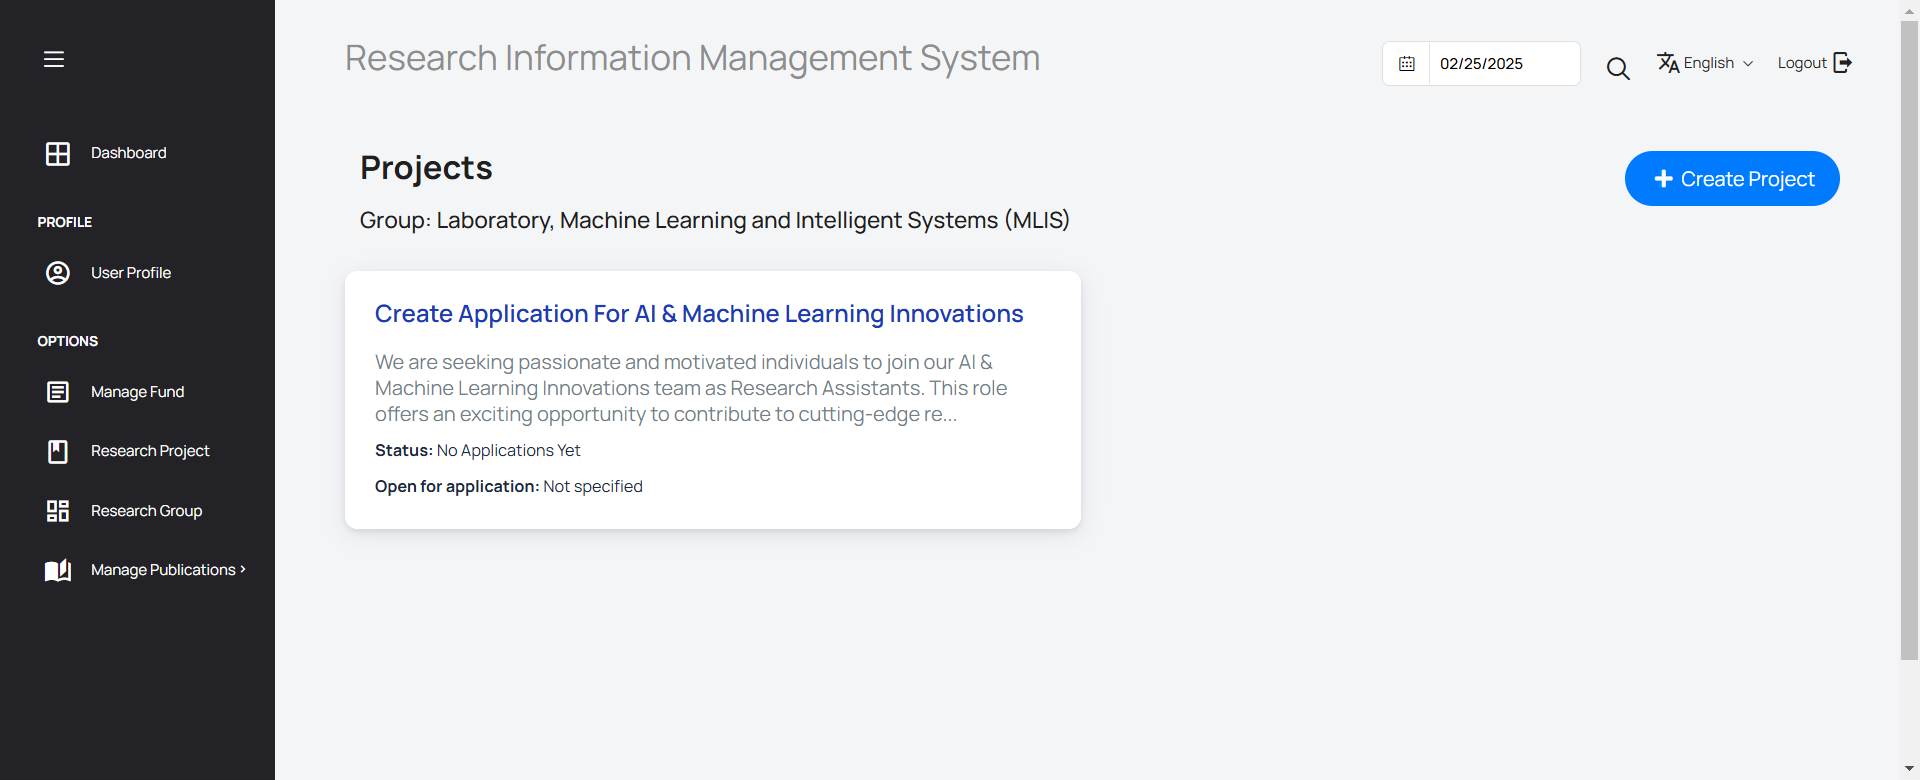 Research Information Management System
02/25/2025
English
Logout
Dashboard
PROFILE
User Profile
OPTIONS
Manage Fund
Research Project
Research Group
Manage Publications >
Projects
Create Project
Group: Laboratory, Machine Learning and Intelligent Systems (MLIS)
Create Application For AI & Machine Learning Innovations
We are seeking passionate and motivated individuals to join our AI &
Machine Learning Innovations team as Research Assistants. This role
offers an exciting opportunity to contribute to cutting-edge re...
Status: No Applications Yet
Open for application: Not specified